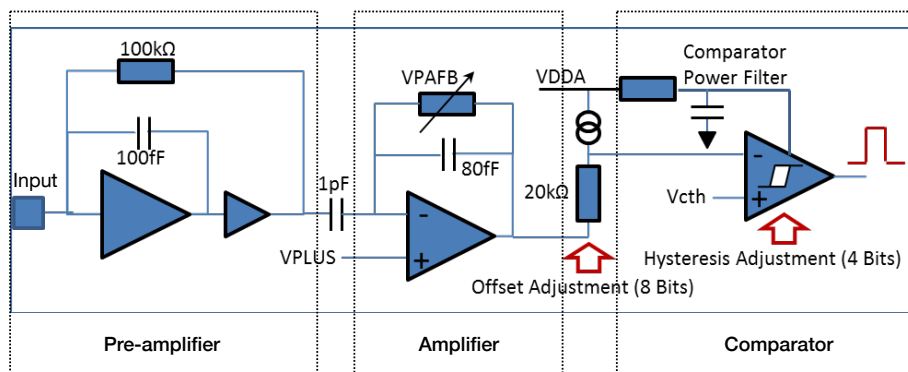 100kΩ
100fF
Input
1pF
VPAFB
80fF
VPLUS
VDDA
20kΩ
Offset Adjustment (8 Bits)
Comparator
Power Filter
Vcth
Hysteresis Adjustment (4 Bits)
-
+
-
+
Pre-amplifier
Amplifier
Comparator